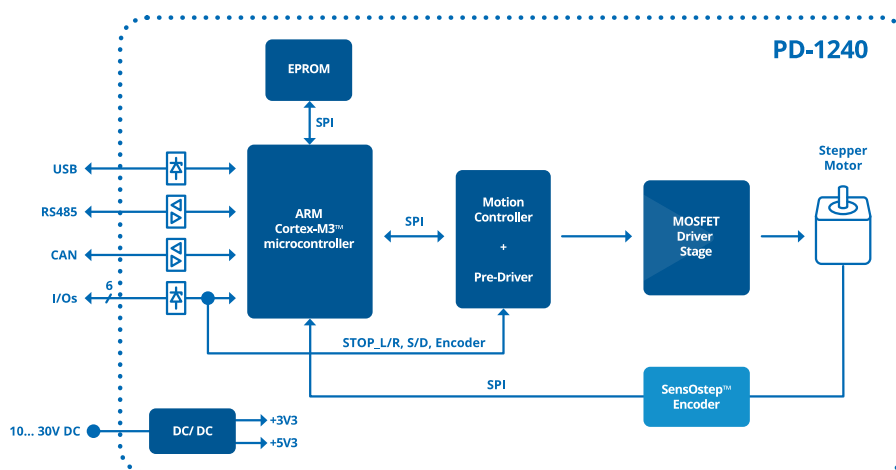 PD-1240
EPROM
SPI
USB
RS485
CAN
I/Os
6
ARM
Cortex-M3™
microcontroller
SPI
Motion
Controller
+
Pre-Driver
MOSFET
Driver
Stage
Stepper
Motor
STOP_L/R, S/D, Encoder
SPI
SensOstep™
Encoder
10... 30V DC
DC/ DC
+3V3
+5V3